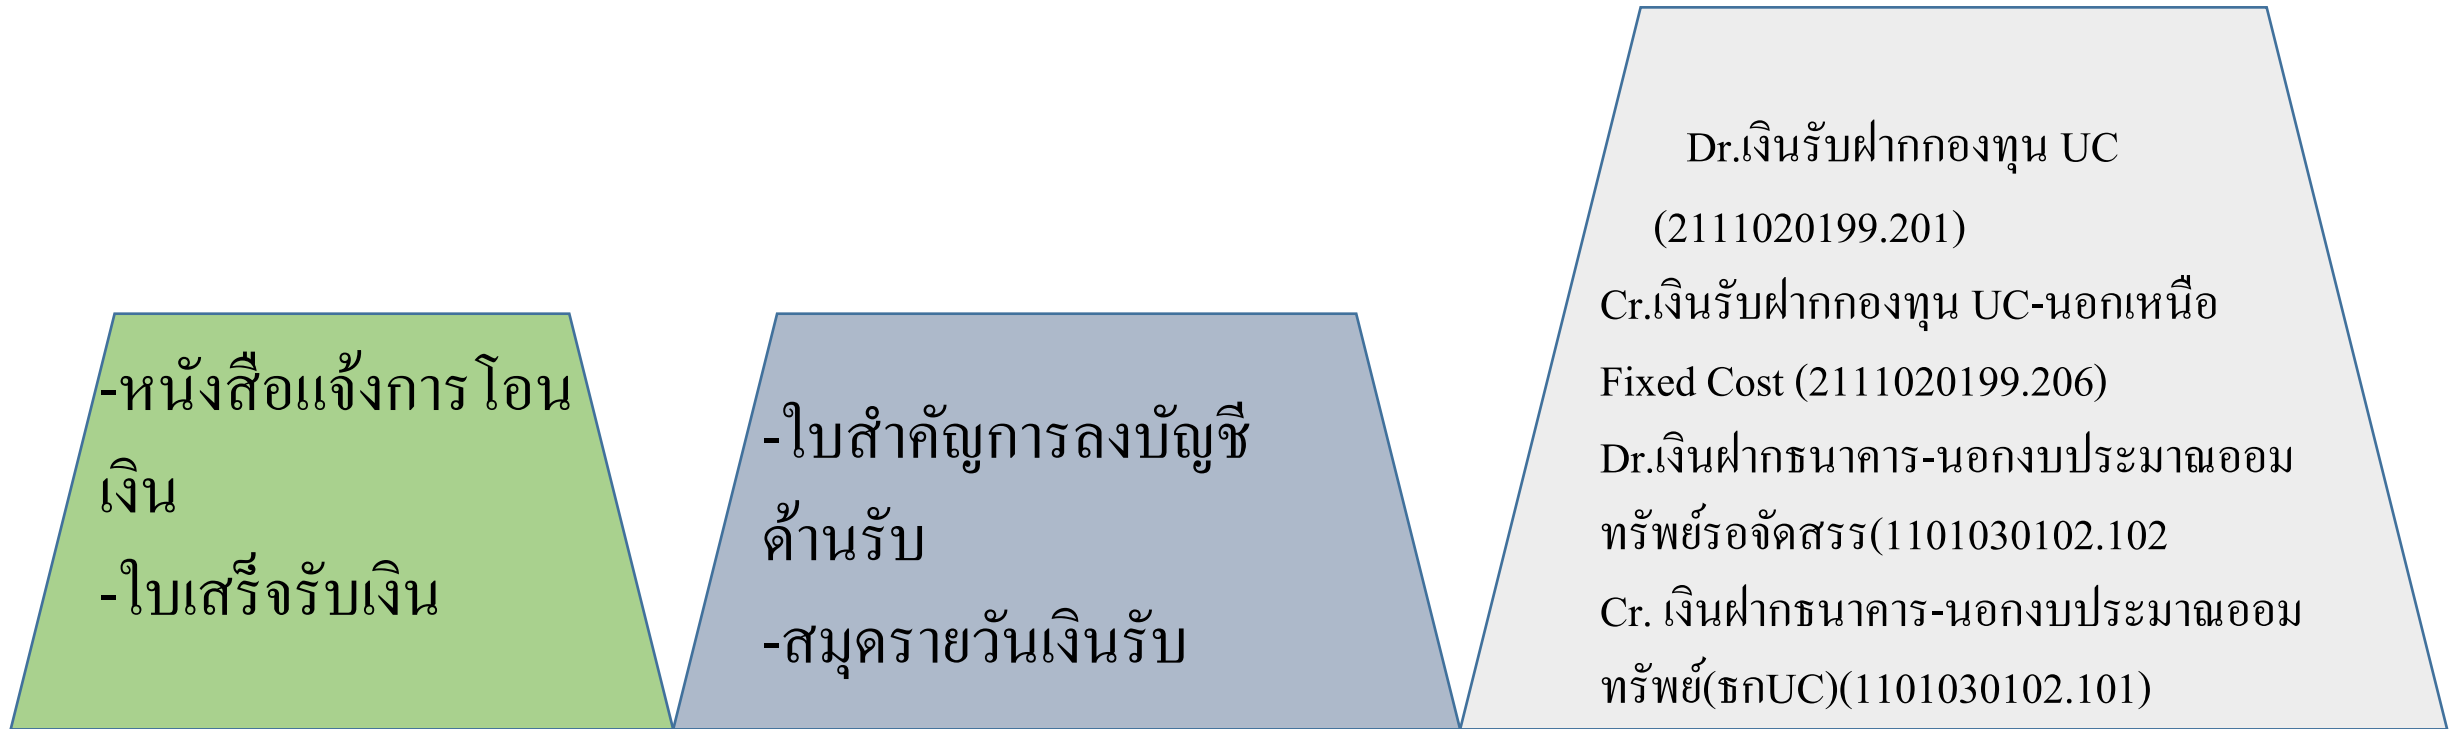 -หนังสือแจ้งการโอน
เงิน
-ใบเสร็จรับเงิน
-ใบสำคัญการลงบัญชี
ด้านรับ
-สมุดรายวันเงินรับ
Dr.เงินรับฝากกองทุน UC
(2111020199.201)
Cr.เงินรับฝากกองทุน UC-นอกเหนือ
Fixed Cost (2111020199.206)
Dr.เงินฝากธนาคาร-นอกงบประมาณออม
ทรัพย์รอจัดสรร(1101030102.102
Cr. เงินฝากธนาคาร-นอกงบประมาณออม
ทรัพย์(ธกUC)(1101030102.101)